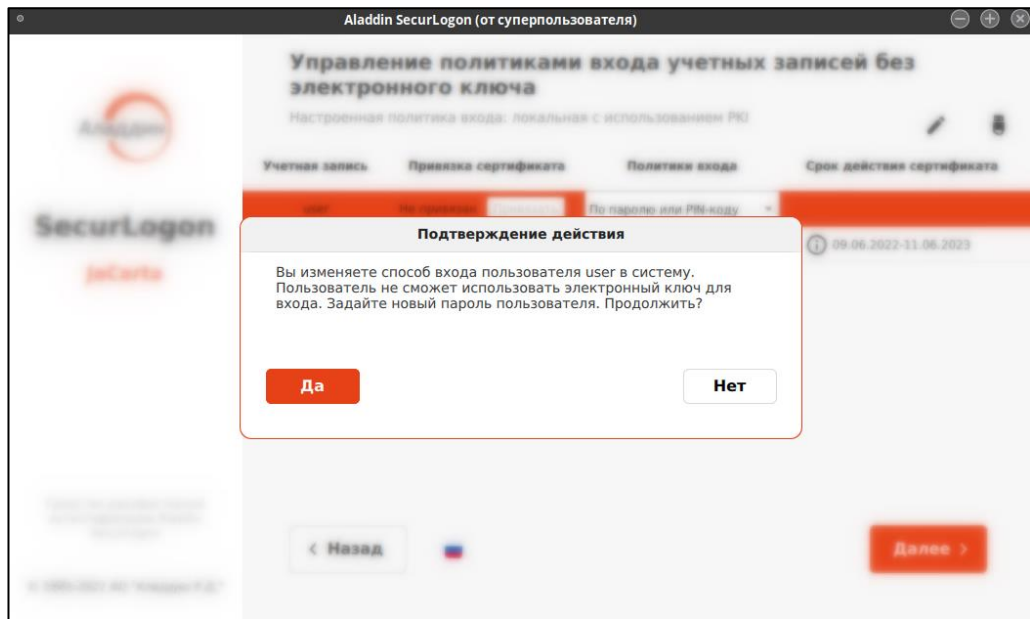 Aladdin SecurLogon (от суперпользователя)
Управление политиками входа учетных записей без
электронного ключа
Аладдин
Настроенная политика входа: локальная с использованием PKI
Учетная запись Привязка сертификата Политики входа Срок действия сертификата
user Не привязан Привязать По паролю или PIN-коду
SecurLogon
JaCarta
09.06.2022-11.06.2023
Подтверждение действия
Вы изменяете способ входа пользователя user в систему.
Пользователь не сможет использовать электронный ключ для
входа. Задайте новый пароль пользователя. Продолжить?
Да Нет
< Назад Далее >